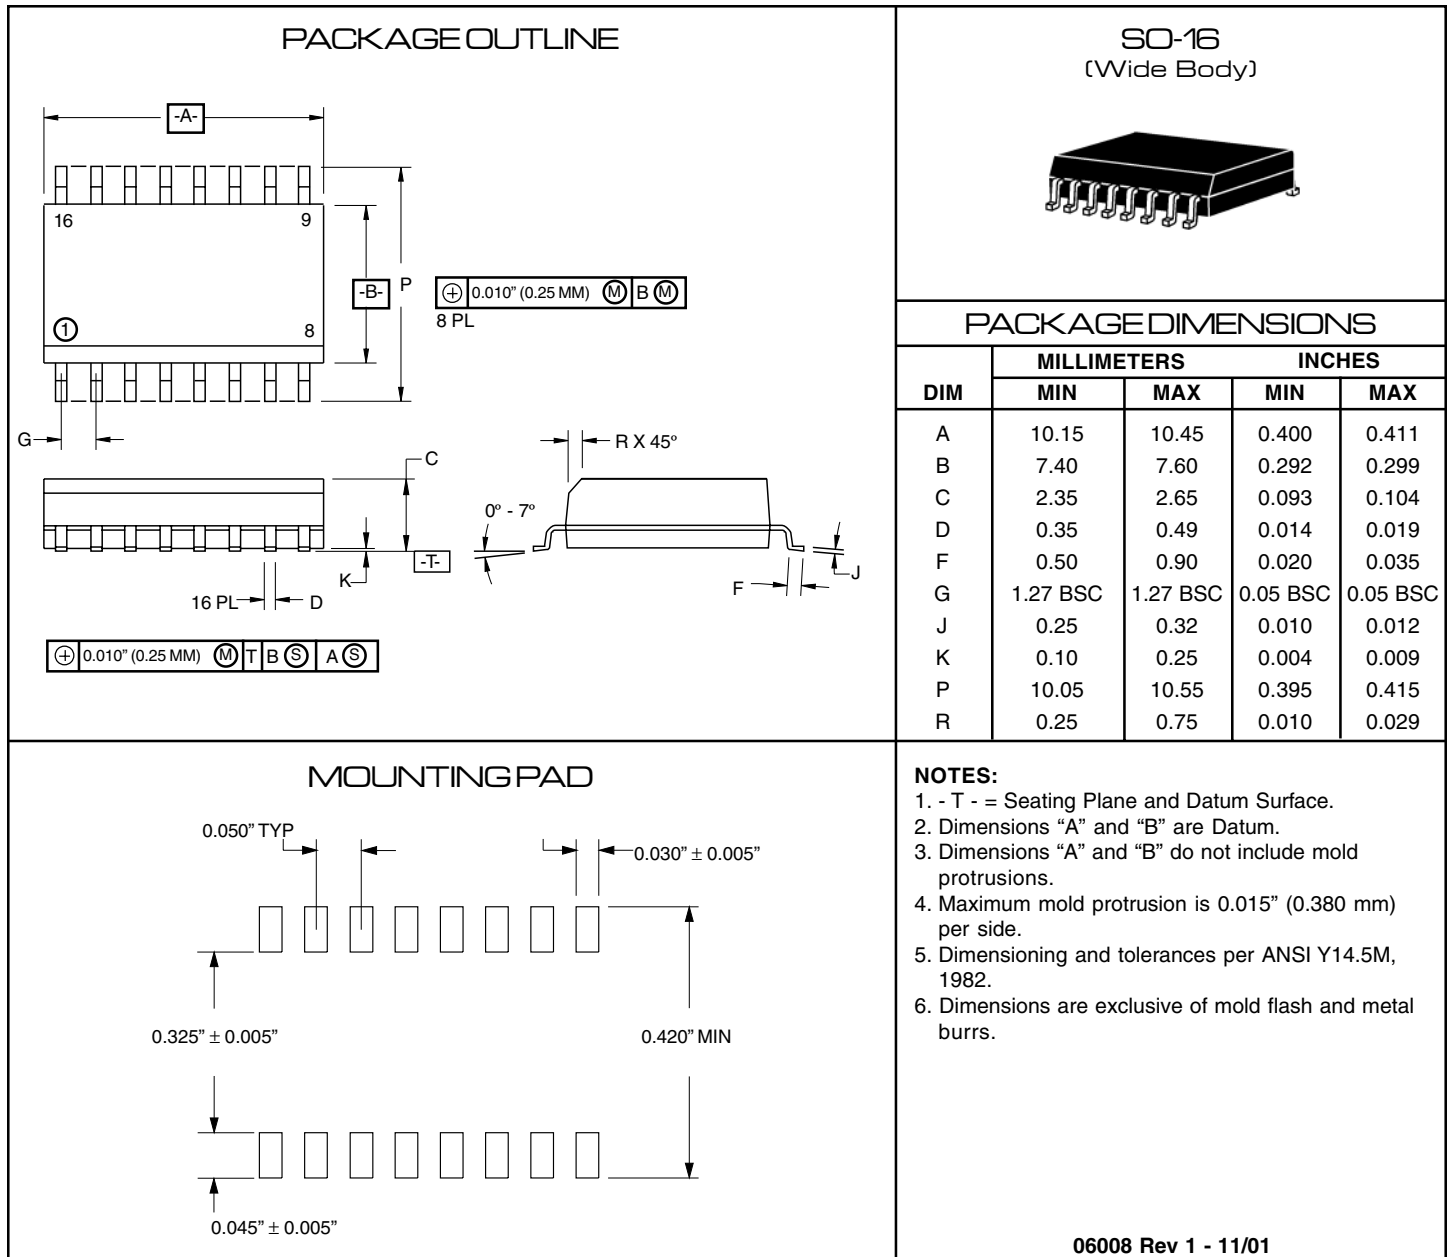 PACKAGE OUTLINE
-A-
16
9
-B-
P
⌖ 0.010” (0.25 MM) Ⓜ B Ⓜ
8 PL
1
8
G
C
R X 45º
0º - 7º
-T-
K
J
F
16 PL
D
⌖ 0.010” (0.25 MM) Ⓜ T B Ⓢ A Ⓢ
SO-16
(Wide Body)
PACKAGE DIMENSIONS
MILLIMETERS INCHES
DIM MIN MAX MIN MAX
A 10.15 10.45 0.400 0.411
B 7.40 7.60 0.292 0.299
C 2.35 2.65 0.093 0.104
D 0.35 0.49 0.014 0.019
F 0.50 0.90 0.020 0.035
G 1.27 BSC 1.27 BSC 0.05 BSC 0.05 BSC
J 0.25 0.32 0.010 0.012
K 0.10 0.25 0.004 0.009
P 10.05 10.55 0.395 0.415
R 0.25 0.75 0.010 0.029
MOUNTING PAD
0.050” TYP
0.030” ± 0.005”
0.325” ± 0.005”
0.420” MIN
0.045” ± 0.005”
NOTES:
1. - T - = Seating Plane and Datum Surface.
2. Dimensions “A” and “B” are Datum.
3. Dimensions “A” and “B” do not include mold
protrusions.
4. Maximum mold protrusion is 0.015” (0.380 mm)
per side.
5. Dimensioning and tolerances per ANSI Y14.5M,
1982.
6. Dimensions are exclusive of mold flash and metal
burrs.
06008 Rev 1 - 11/01